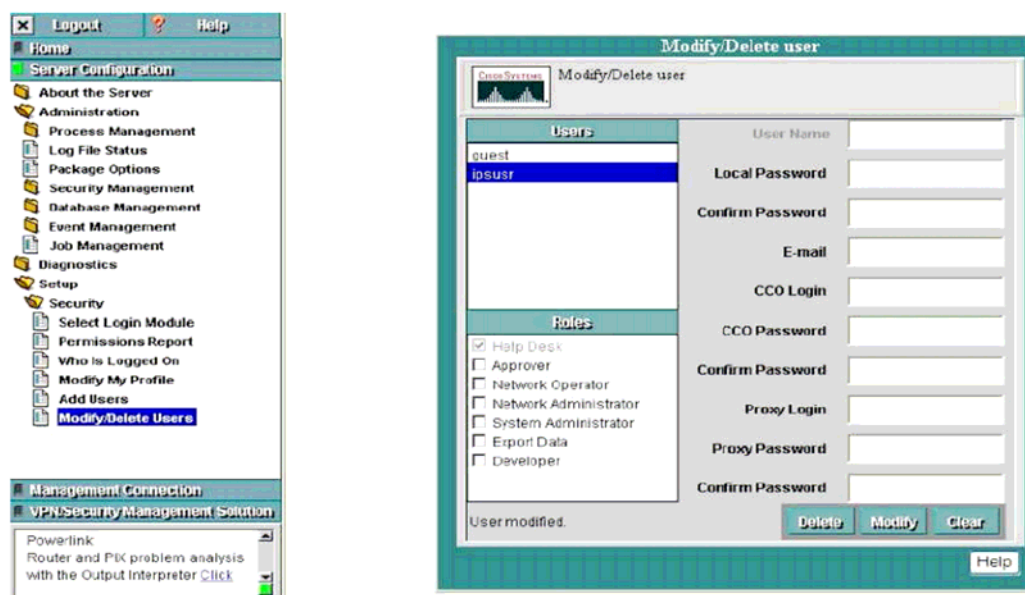 Logout
? Help
Home
Server Configuration
About the Server
Administration
Process Management
Log File Status
Package Options
Security Management
Database Management
Event Management
Job Management
Diagnostics
Setup
Security
Select Login Module
Permissions Report
Who Is Logged On
Modify My Profile
Add Users
Modify/Delete Users
Management Connection
VPN/Security Management Solution
Powerlink
Router and PIX problem analysis
with the Output Interpreter Click
Modify/Delete user
CISCO SYSTEMS
Modify/Delete user
Users
guest
ipsusr
Roles
Help Desk
Approver
Network Operator
Network Administrator
System Administrator
Export Data
Developer
User modified.
User Name
Local Password
Confirm Password
E-mail
CCO Login
CCO Password
Confirm Password
Proxy Login
Proxy Password
Confirm Password
Delete
Modify
Clear
Help